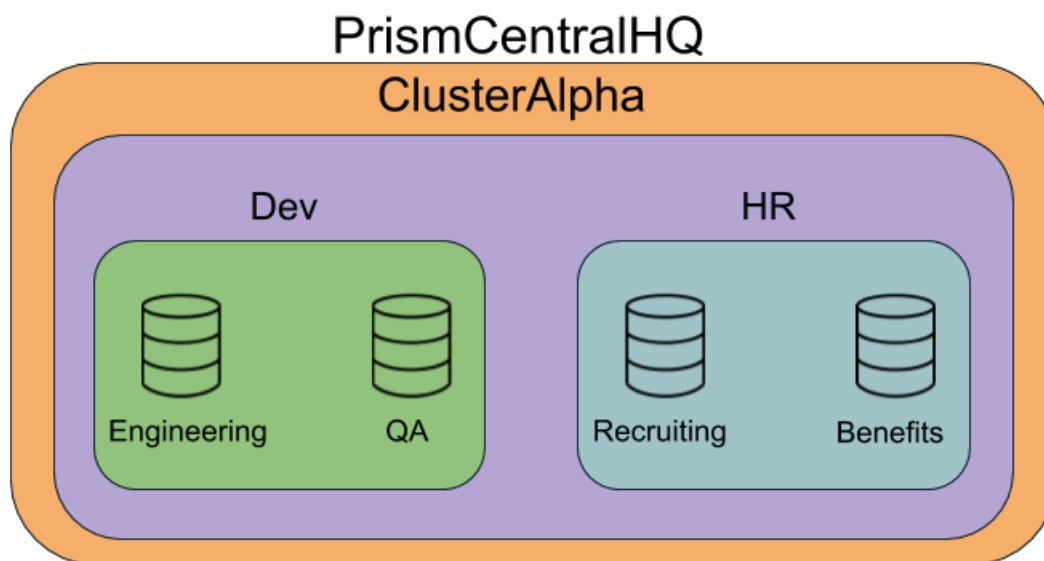 PrismCentralHQ
ClusterAlpha
Dev
HR
Engineering
QA
Recruiting
Benefits